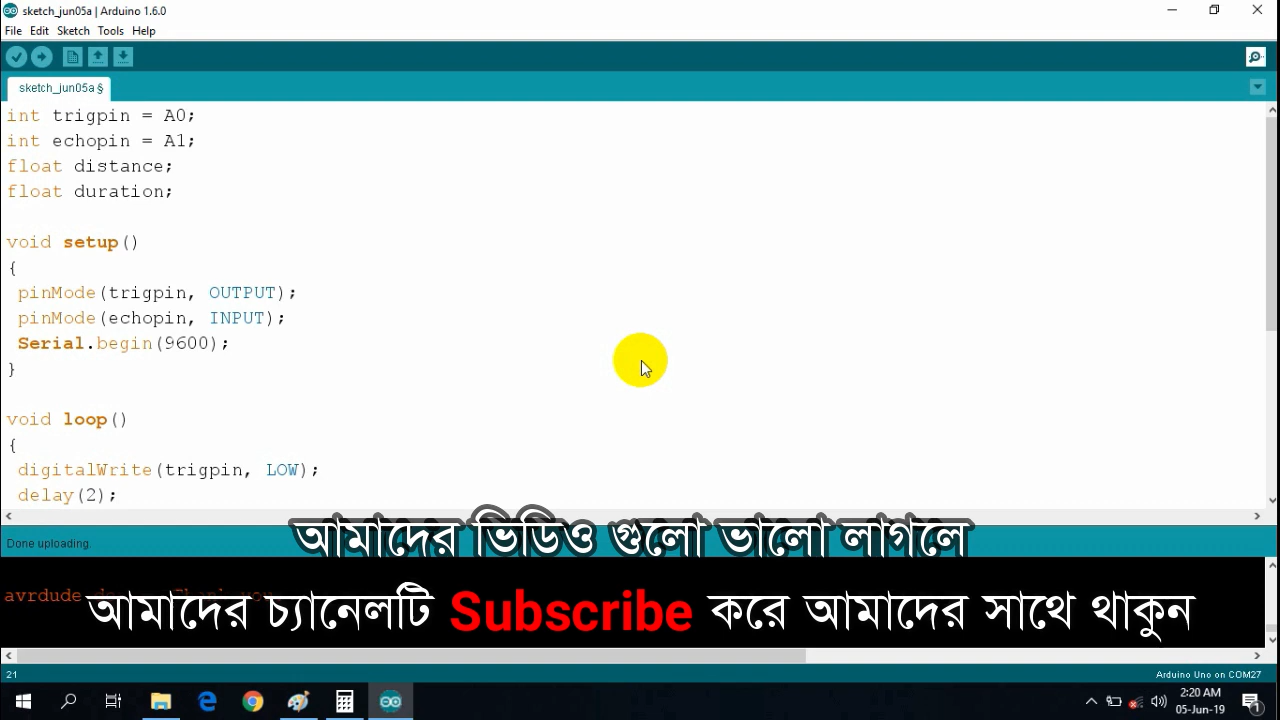 sketch_jun05a | Arduino 1.6.0
File Edit Sketch Tools Help
sketch_jun05a §
int trigpin = A0;
int echopin = A1;
float distance;
float duration;
void setup()
{
pinMode(trigpin, OUTPUT);
pinMode(echopin, INPUT);
Serial.begin(9600);
}
void loop()
{
digitalWrite(trigpin, LOW);
delay(2);
আমাদের ভিডিও গুলো ভালো লাগলে
Done uploading.
avrdude
আমাদের চ্যানেলটি Subscribe করে আমাদের সাথে থাকুন
21
Arduino Uno on COM27
2:20 AM
05-Jun-19
1